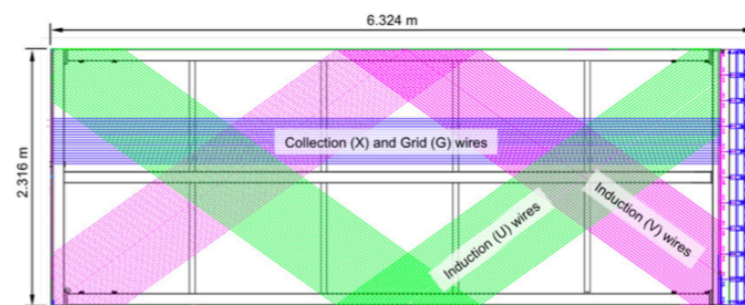 6.324 m
2.316 m
Collection (X) and Grid (G) wires
Induction (U) wires
Induction (V) wires